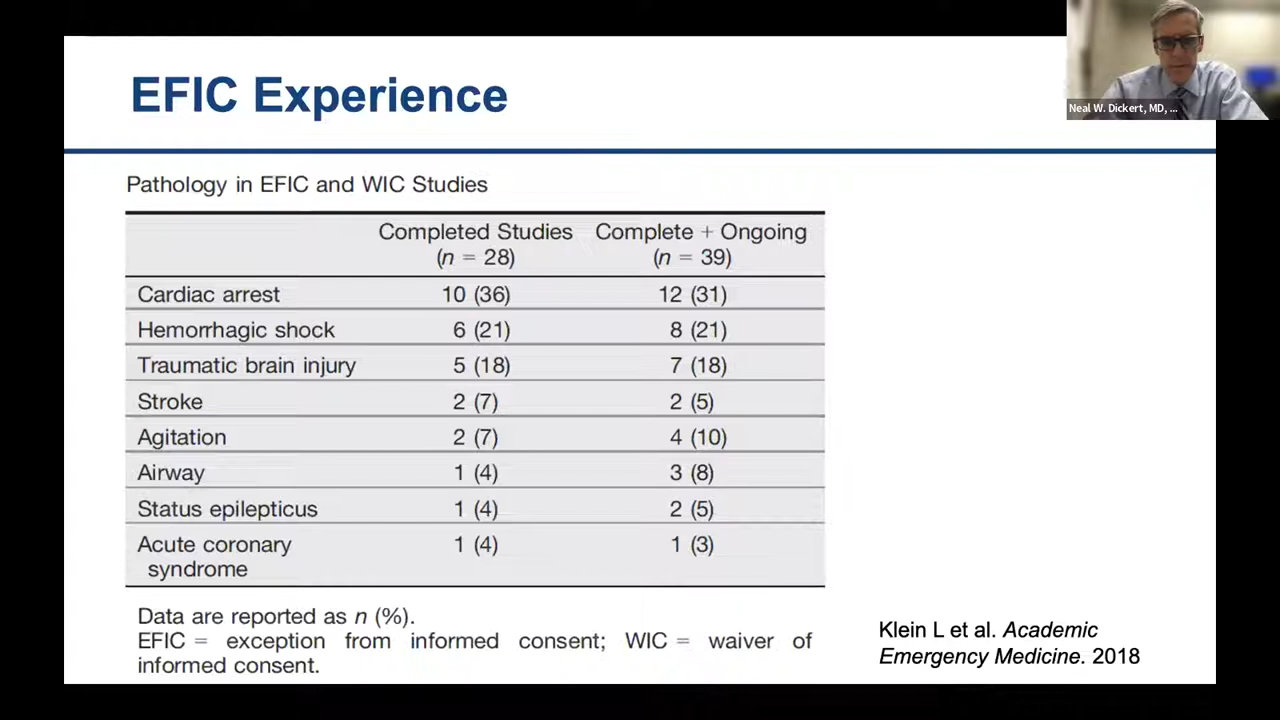 EFIC Experience
Neal W. Dickert, MD, ...
Pathology in EFIC and WIC Studies
Completed Studies Complete + Ongoing
(n = 28) (n = 39)
Cardiac arrest 10 (36) 12 (31)
Hemorrhagic shock 6 (21) 8 (21)
Traumatic brain injury 5 (18) 7 (18)
Stroke 2 (7) 2 (5)
Agitation 2 (7) 4 (10)
Airway 1 (4) 3 (8)
Status epilepticus 1 (4) 2 (5)
Acute coronary 1 (4) 1 (3)
syndrome
Data are reported as n (%).
EFIC = exception from informed consent; WIC = waiver of
informed consent.
Klein L et al. Academic
Emergency Medicine. 2018